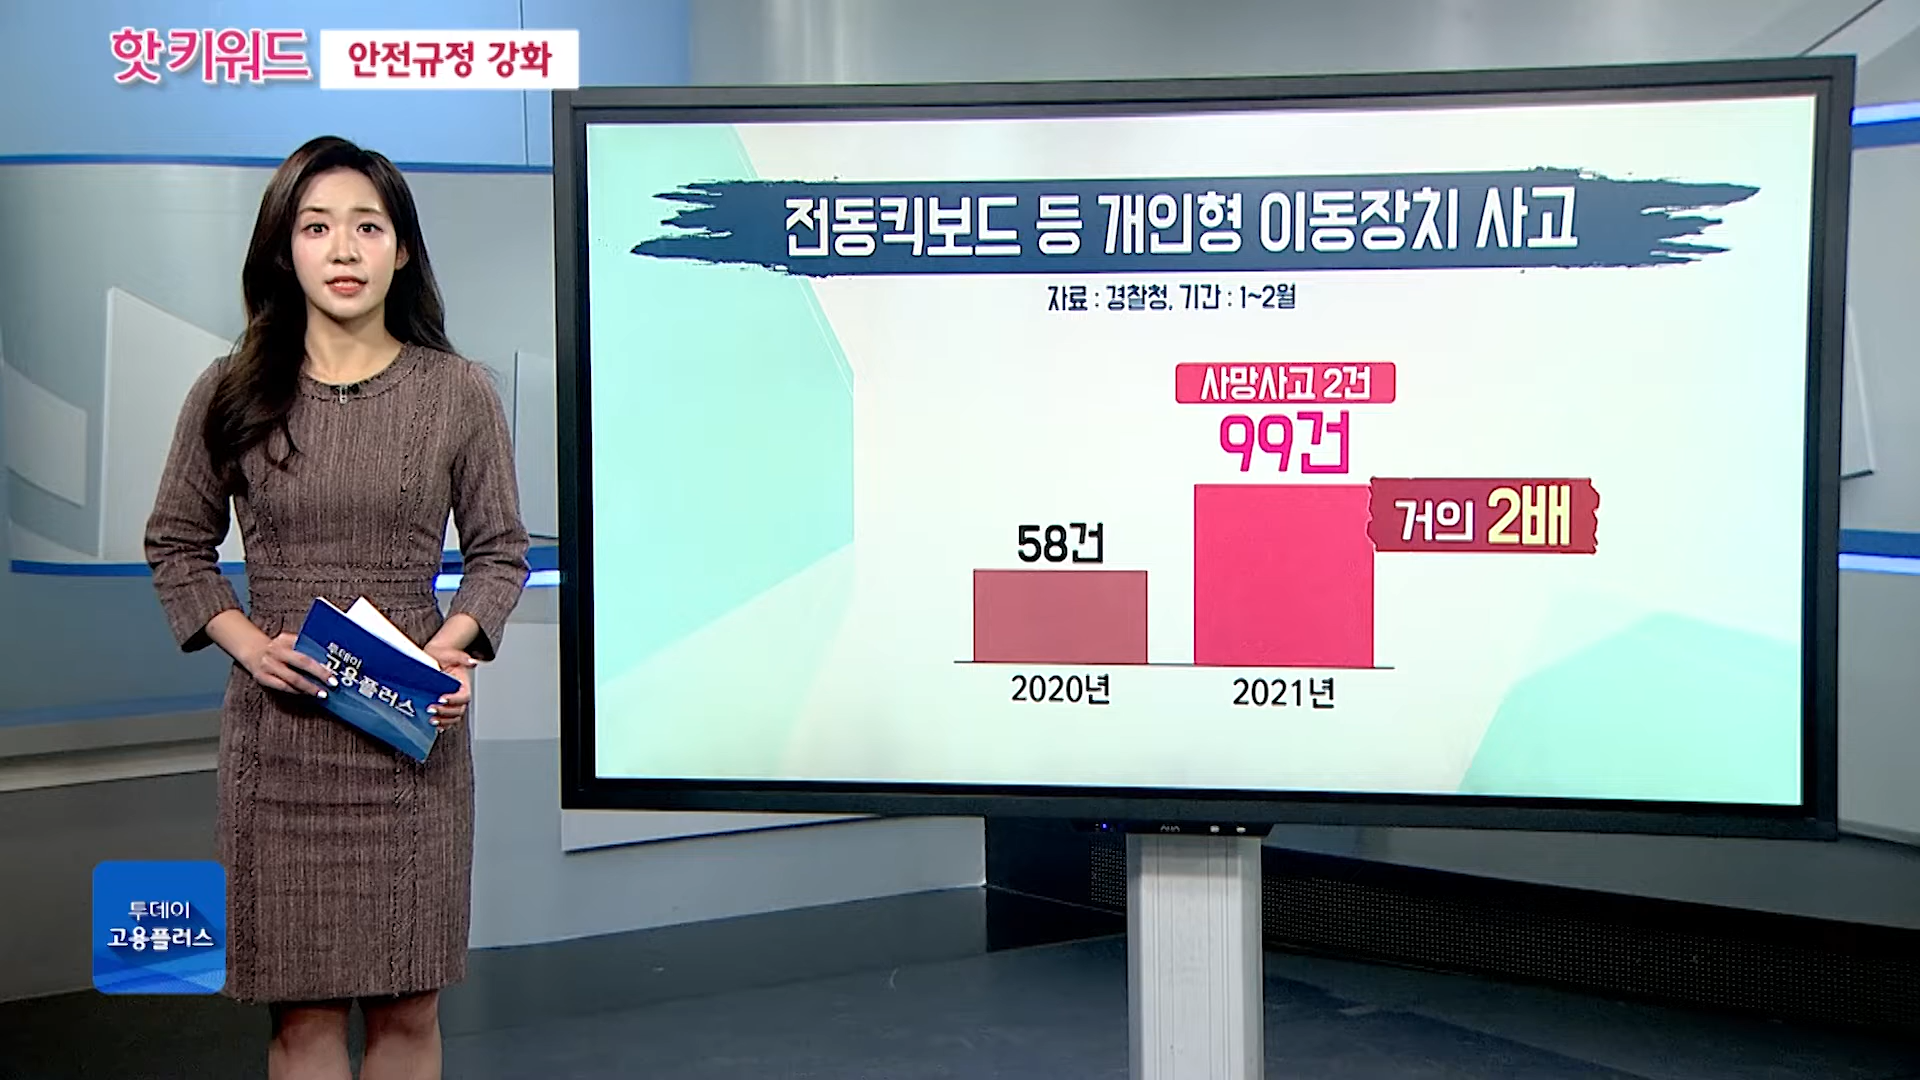 핫키워드
안전규정 강화
전동킥보드 등 개인형 이동장치 사고
자료 : 경찰청, 기간 : 1~2월
사망사고 2건
99건
거의 2배
58건
2020년
2021년
투데이
고용플러스
투데이
고용플러스